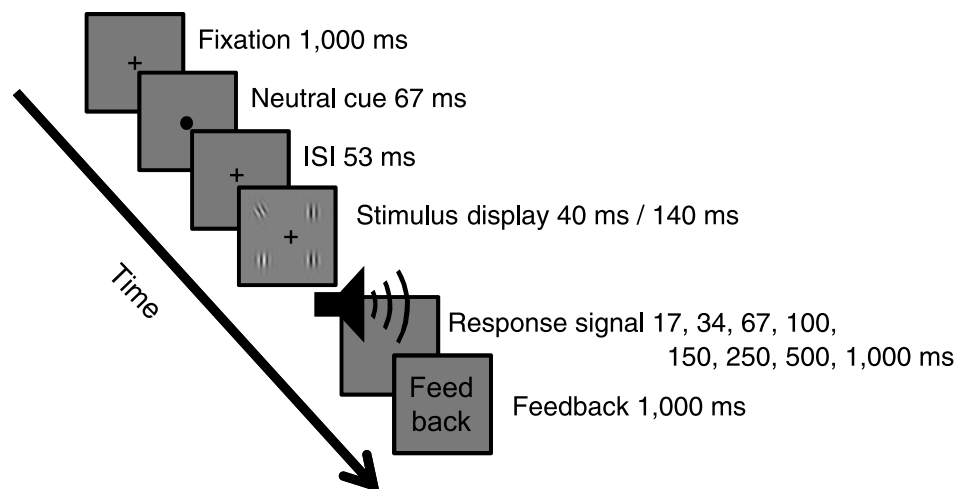 Fixation 1,000 ms
Neutral cue 67 ms
ISI 53 ms
Stimulus display 40 ms / 140 ms
Time
Response signal 17, 34, 67, 100,
150, 250, 500, 1,000 ms
Feed
back
Feedback 1,000 ms